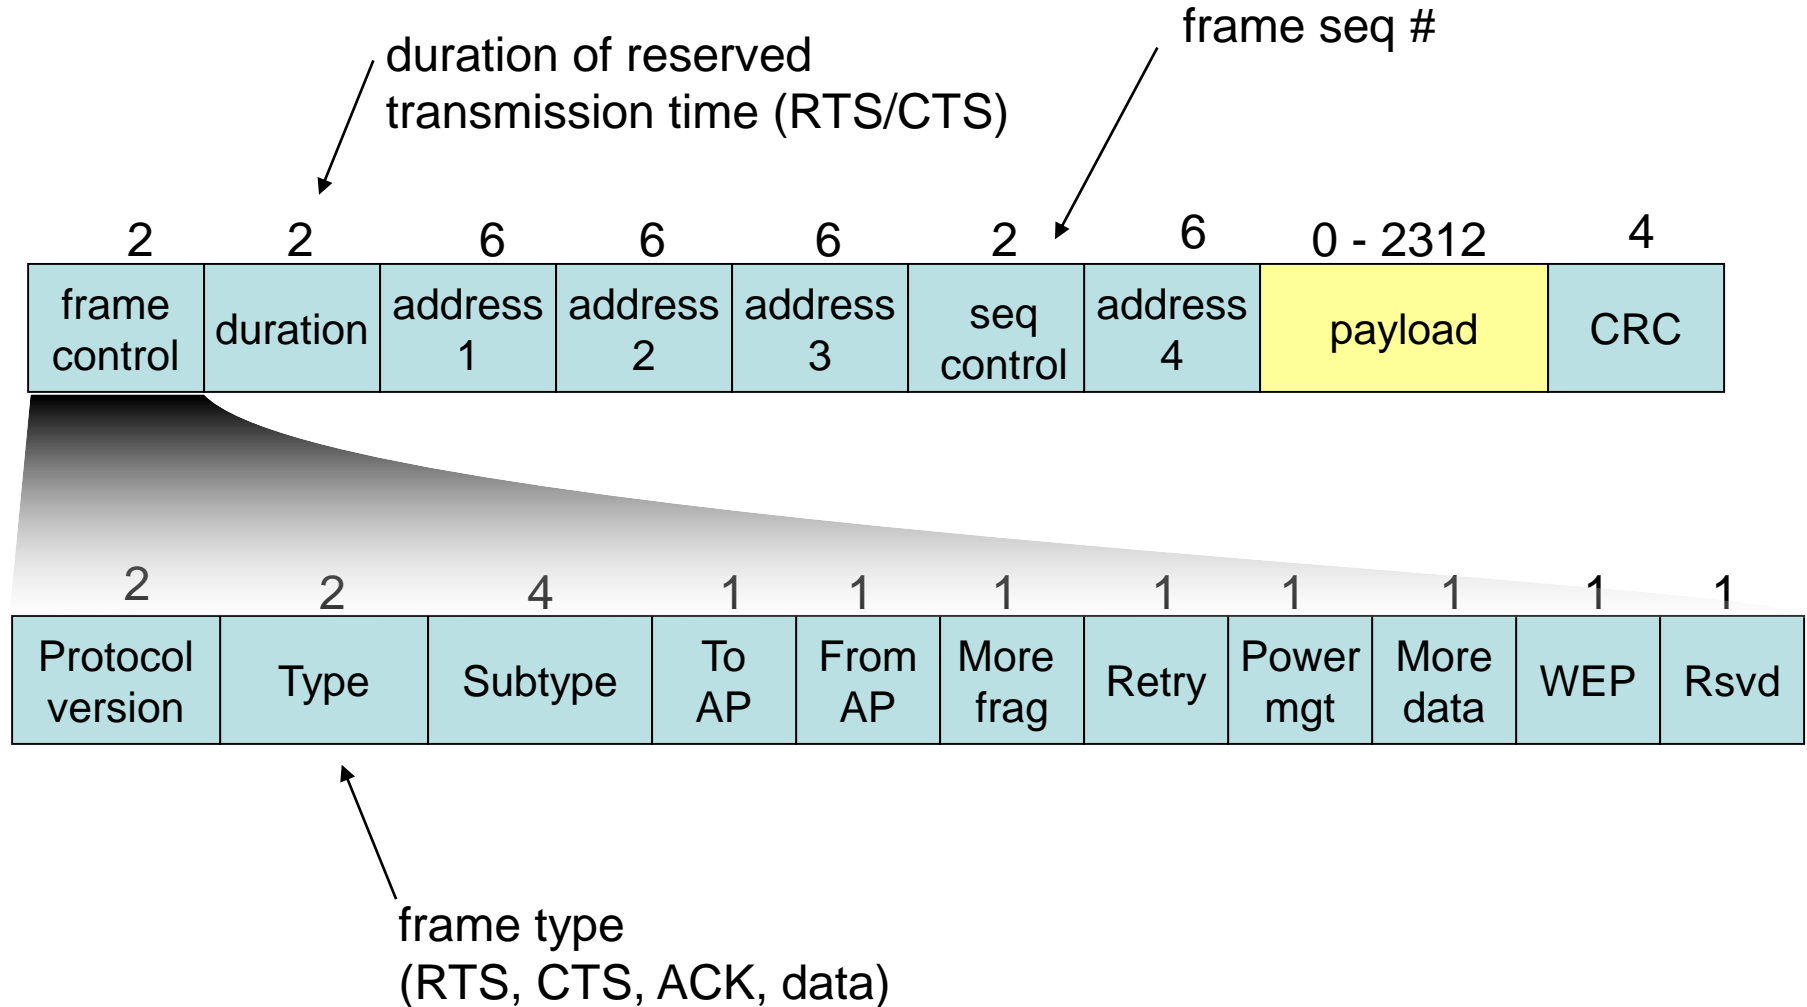 frame seq #
duration of reserved
transmission time (RTS/CTS)
2 2 6 6 6 2 6 0 - 2312 4
frame
control
duration
address
1
address
2
address
3
seq
control
address
4
payload
CRC
2 2 4 1 1 1 1 1 1 1 1
Protocol
version
Type
Subtype
To
AP
From
AP
More
frag
Retry
Power
mgt
More
data
WEP
Rsvd
frame type
(RTS, CTS, ACK, data)